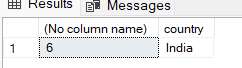 Results Messages
(No column name) country
1 6 India